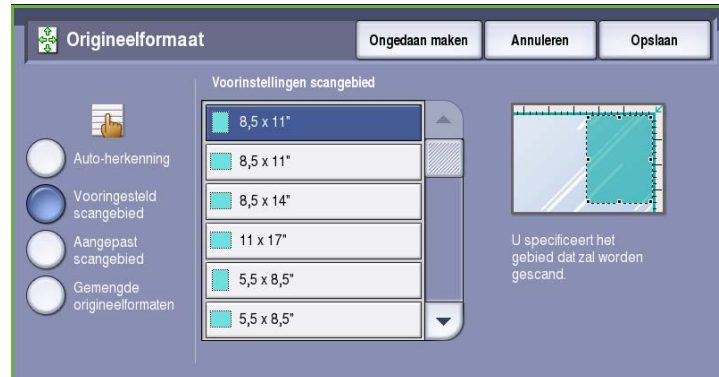 Origineelformaat
Ongedaan maken
Annuleren
Opslaan
Voorinstellingen scangebied
Auto-herkenning
Vooringesteld
scangebied
Aangepast
scangebied
Gemengde
origineelformaten
8,5 x 11"
8,5 x 11"
8,5 x 14"
11 x 17"
5,5 x 8,5"
5,5 x 8,5"
U specificeert het
gebied dat zal worden
gescand.